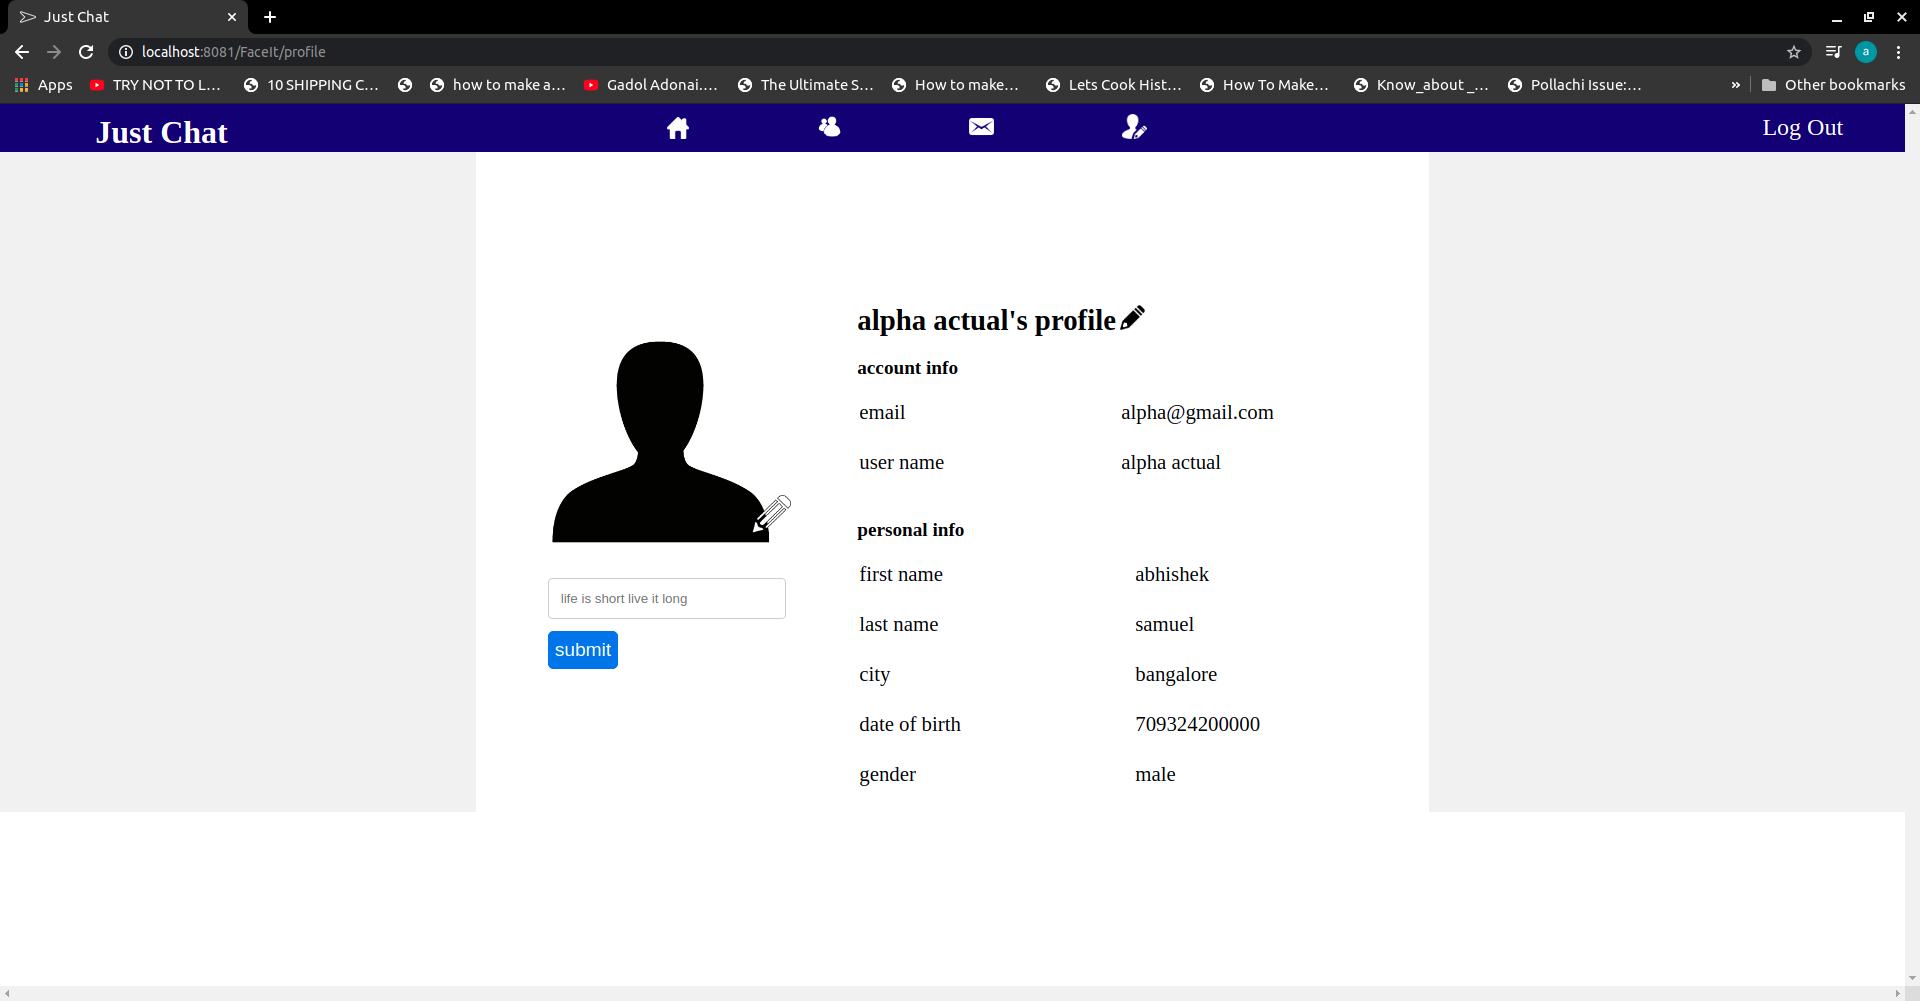 Just Chat
localhost:8081/FaceIt/profile
a
Apps TRY NOT TO L... 10 SHIPPING C... how to make a... Gadol Adonai.... The Ultimate S... How to make... Lets Cook Hist... How To Make... Know_about _... Pollachi Issue:... » Other bookmarks
Just Chat
Log Out
alpha actual's profile
account info
email alpha@gmail.com
user name alpha actual
personal info
first name abhishek
last name samuel
city bangalore
date of birth 709324200000
gender male
life is short live it long
submit